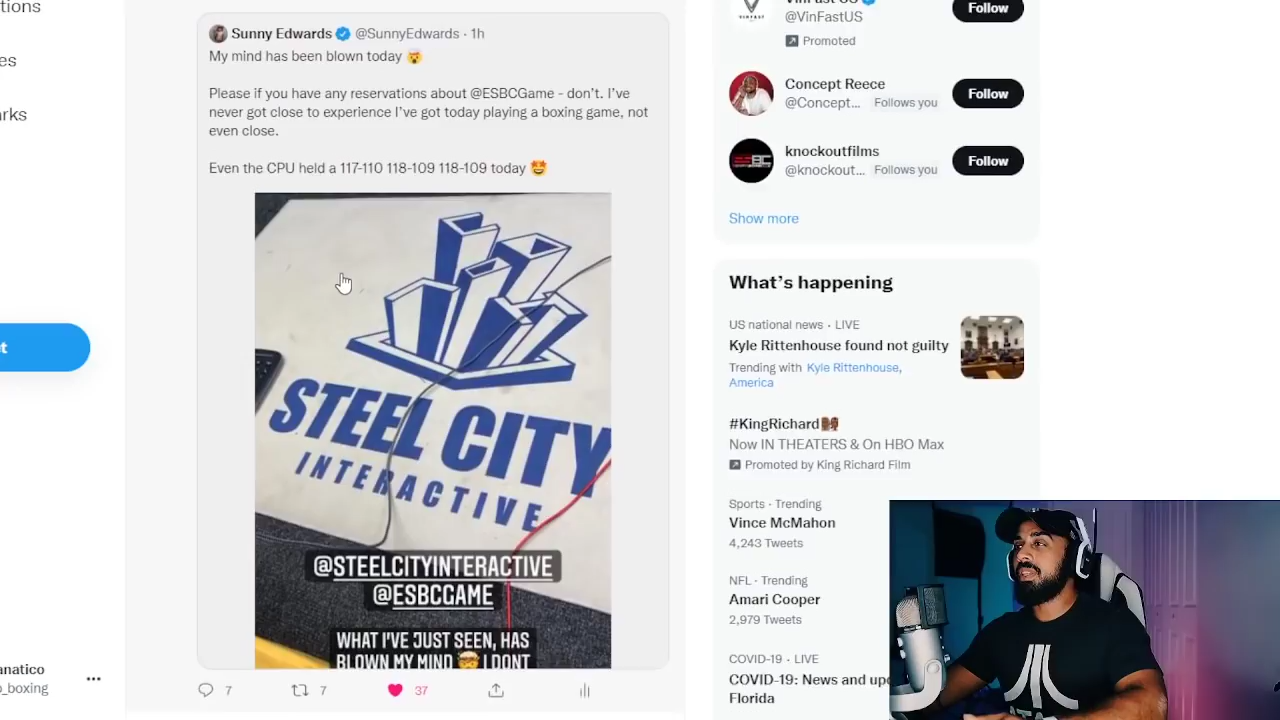 tions
es
rks
t
anatico
o_boxing
Sunny Edwards @SunnyEdwards · 1h
My mind has been blown today 🤯
Please if you have any reservations about @ESBCGame - don't. I've
never got close to experience I've got today playing a boxing game, not
even close.
Even the CPU held a 117-110 118-109 118-109 today 🤩
STEEL CITY
INTERACTIVE
@STEELCITYINTERACTIVE
@ESBCGAME
WHAT I'VE JUST SEEN, HAS
BLOWN MY MIND 🤯 I DONT
7
7
37
VinFast US
@VinFastUS
Follow
Promoted
Concept Reece
@Concept... Follows you
Follow
knockoutfilms
@knockout... Follows you
Follow
Show more
What's happening
US national news · LIVE
Kyle Rittenhouse found not guilty
Trending with Kyle Rittenhouse,
America
#KingRichard
Now IN THEATERS & On HBO Max
Promoted by King Richard Film
Sports · Trending
Vince McMahon
4,243 Tweets
NFL · Trending
Amari Cooper
2,979 Tweets
COVID-19 · LIVE
COVID-19: News and upd
Florida